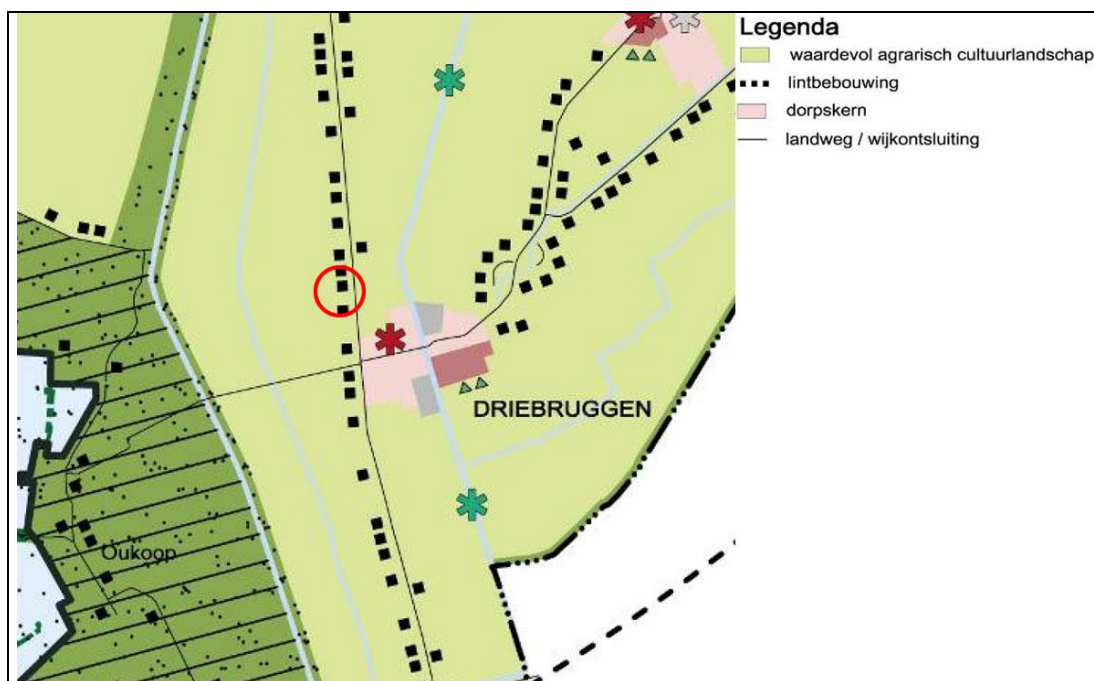 Legenda
waardevol agrarisch cultuurlandschap
lintbebouwing
dorpskern
landweg / wijkontsluiting
DRIEBRUGGEN
Oukoop